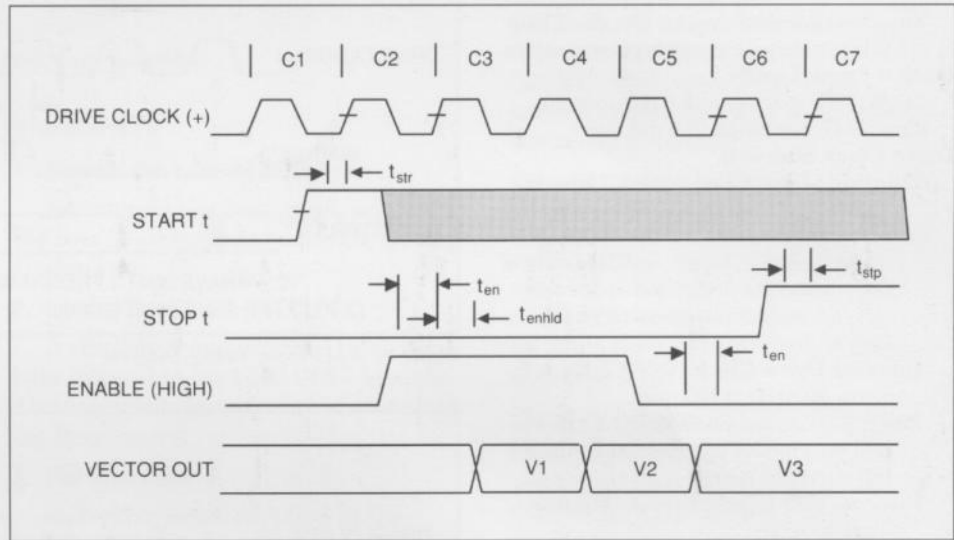 C1 C2 C3 C4 C5 C6 C7
DRIVE CLOCK (+)
tstr
START t
tstp
ten
STOP t
tenhld
ten
ENABLE (HIGH)
VECTOR OUT V1 V2 V3